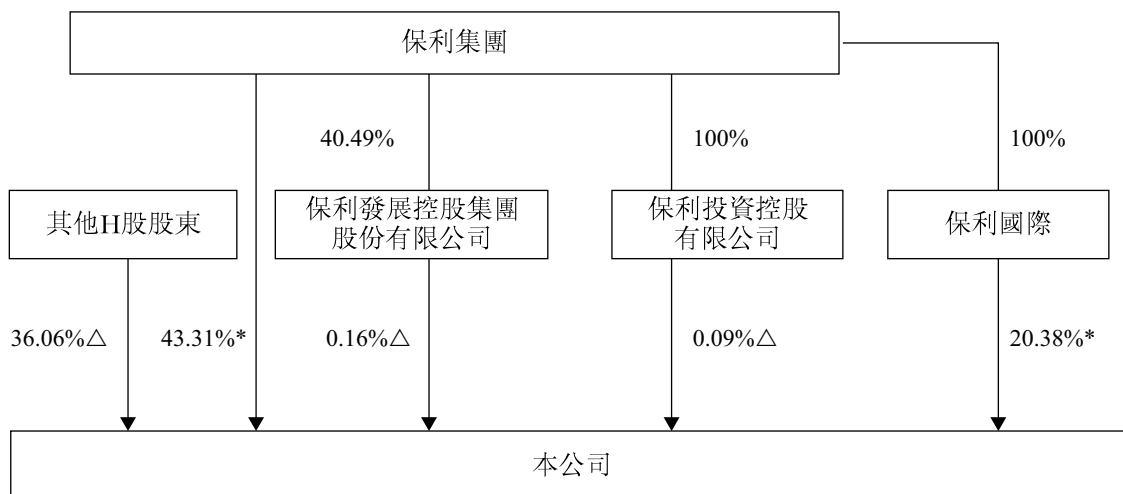 保利集團
40.49%
100%
100%
其他H股股東
保利發展控股集團
股份有限公司
保利投資控股
有限公司
保利國際
36.06%△
43.31%*
0.16%△
0.09%△
20.38%*
本公司